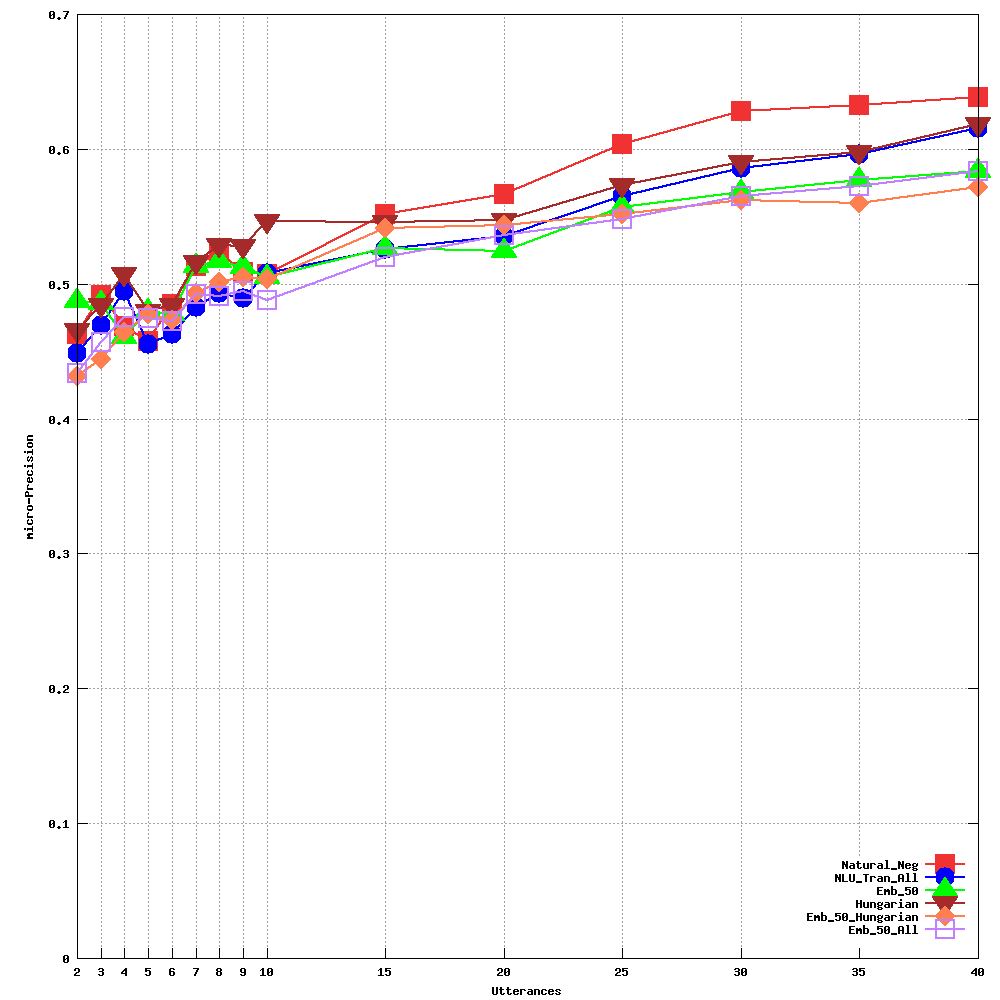 0.7
0.6
0.5
0.4
0.3
0.2
0.1
0
micro-Precision
2 3 4 5 6 7 8 9 10 15 20 25 30 35 40
Utterances
Natural_Neg
NLU_Tran_All
Emb_50
Hungarian
Emb_50_Hungarian
Emb_50_All